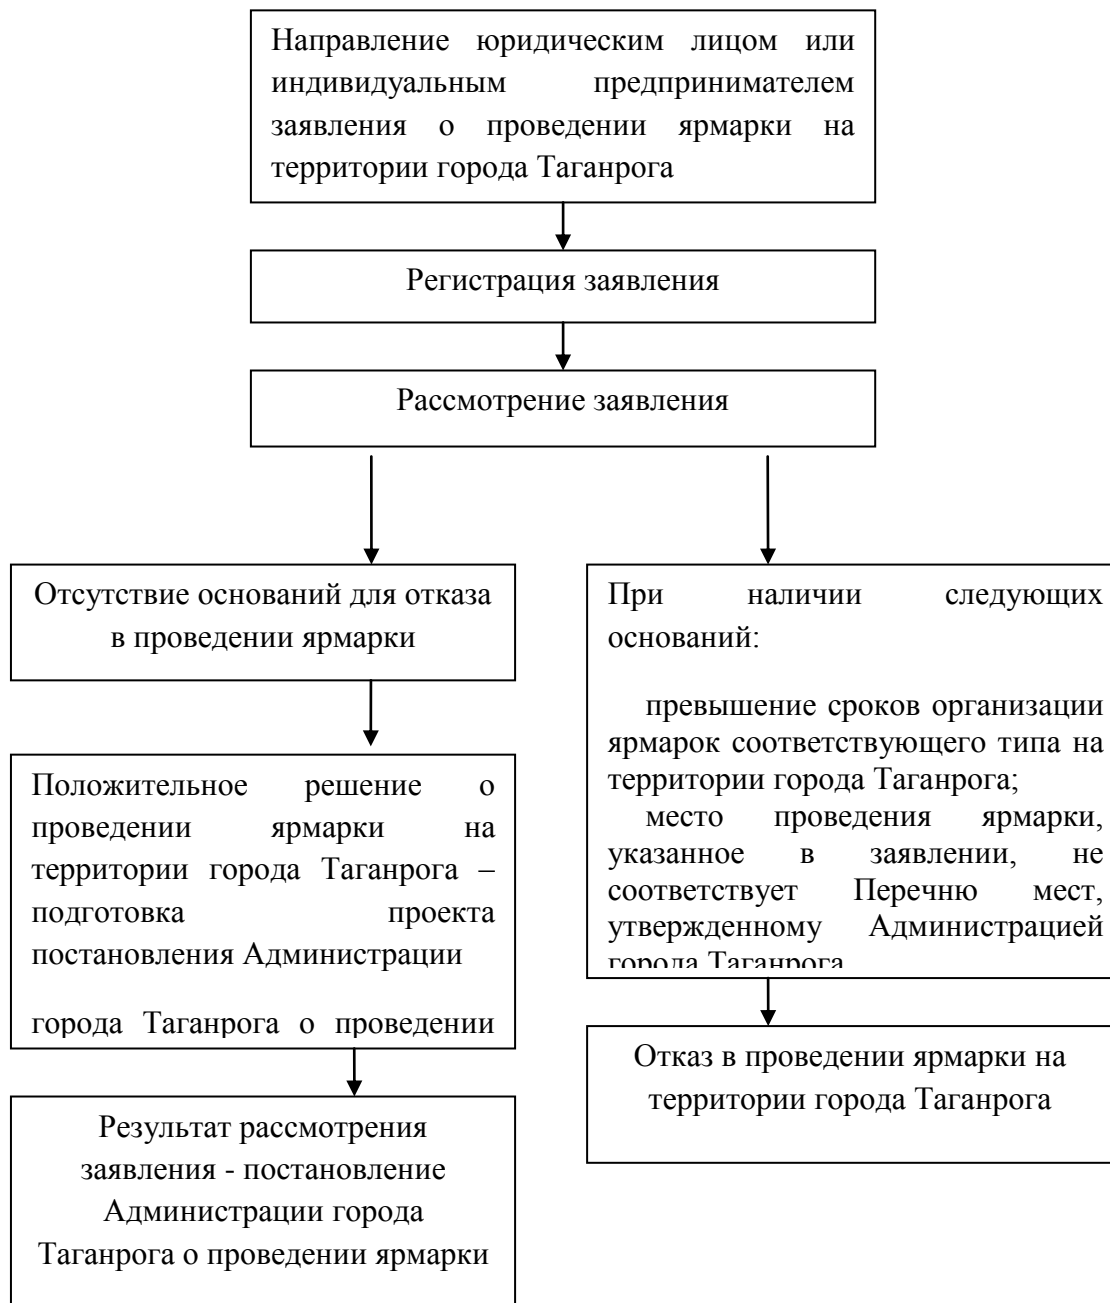 Направление юридическим лицом или
индивидуальным предпринимателем
заявления о проведении ярмарки на
территории города Таганрога
Регистрация заявления
Рассмотрение заявления
Отсутствие оснований для отказа
в проведении ярмарки
Положительное решение о
проведении ярмарки на
территории города Таганрога –
подготовка проекта
постановления Администрации
города Таганрога о проведении
Результат рассмотрения
заявления - постановление
Администрации города
Таганрога о проведении ярмарки
При наличии следующих
оснований:
превышение сроков организации
ярмарок соответствующего типа на
территории города Таганрога;
место проведения ярмарки,
указанное в заявлении, не
соответствует Перечню мест,
утвержденному Администрацией
города Таганрога
Отказ в проведении ярмарки на
территории города Таганрога